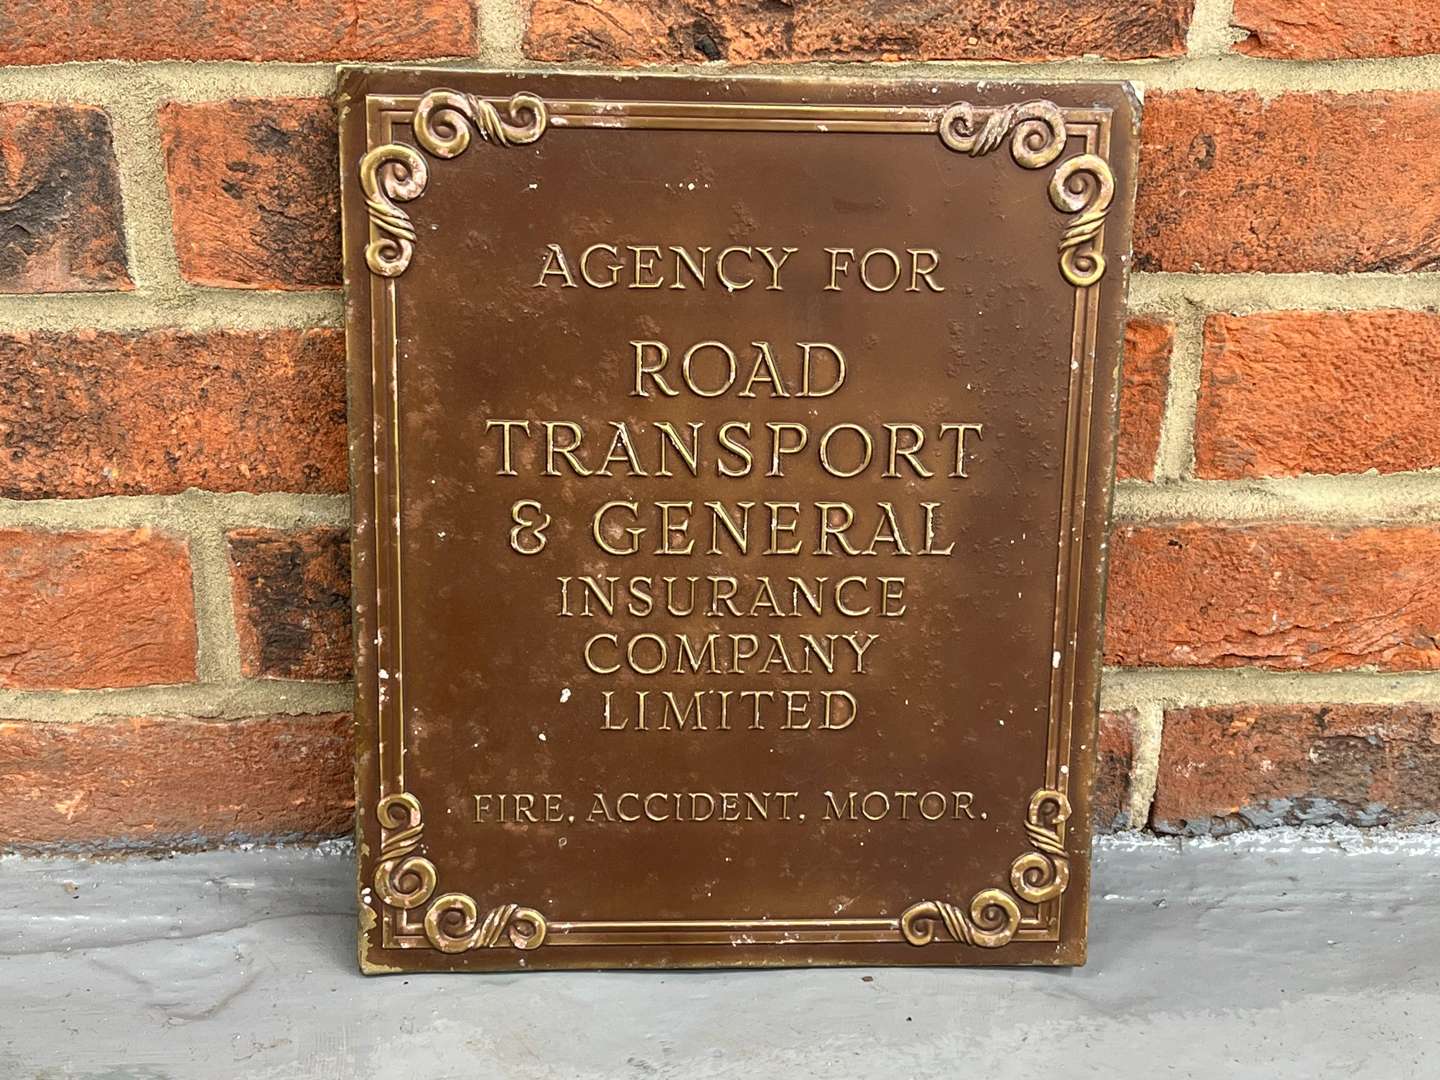 AGENCY FOR
ROAD
TRANSPORT
& GENERAL
INSURANCE
COMPANY
LIMITED
FIRE. ACCIDENT. MOTOR.